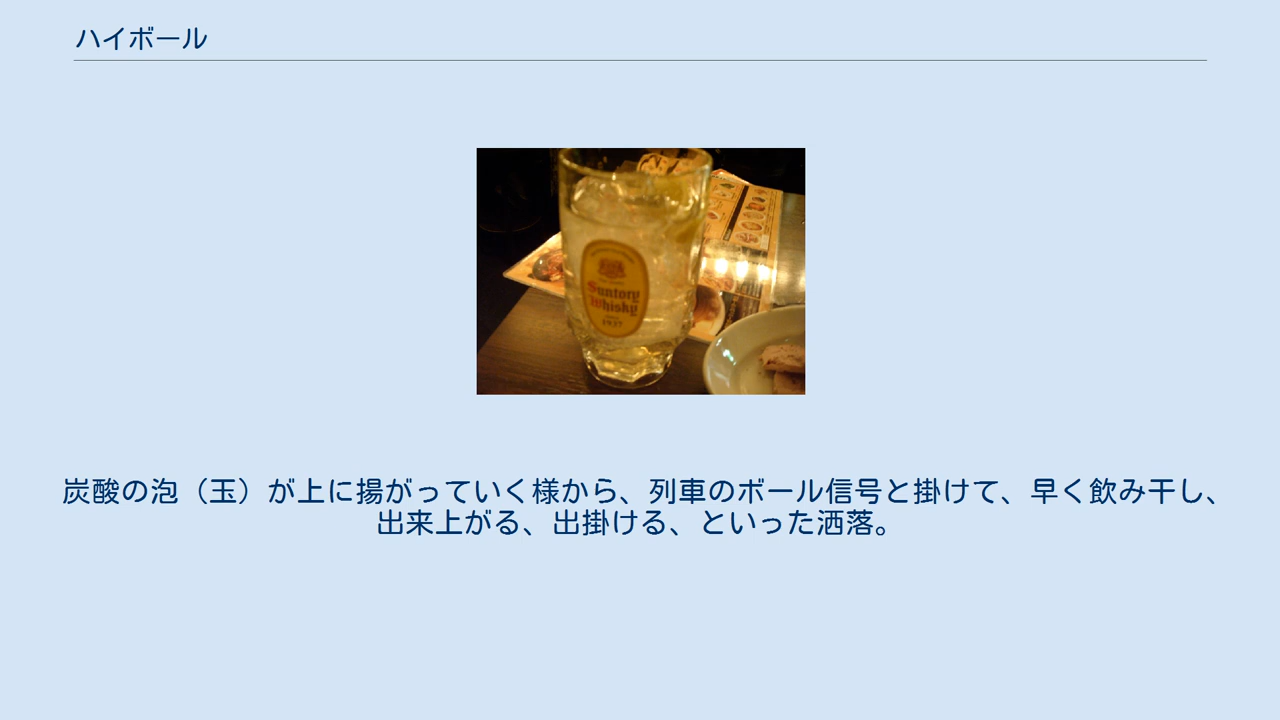 ハイボール
Suntory
Whisky
1937
炭酸の泡（玉）が上に揚がっていく様から、列車のボール信号と掛けて、早く飲み干し、
出来上がる、出掛ける、といった洒落。